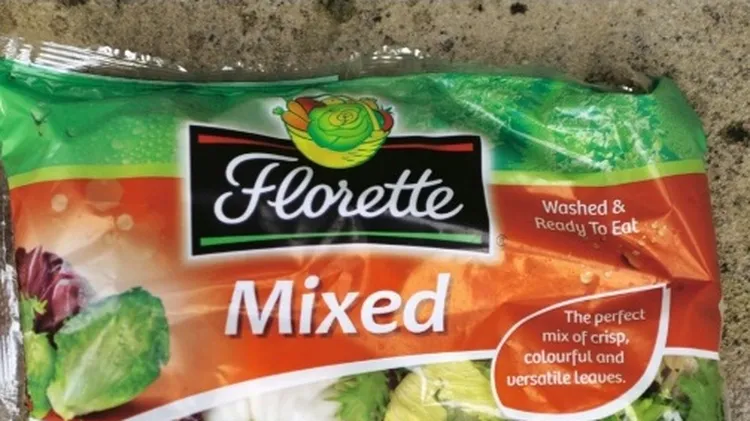 Florette
Washed &
Ready To Eat
Mixed
The perfect
mix of crisp,
colourful and
versatile leaves.